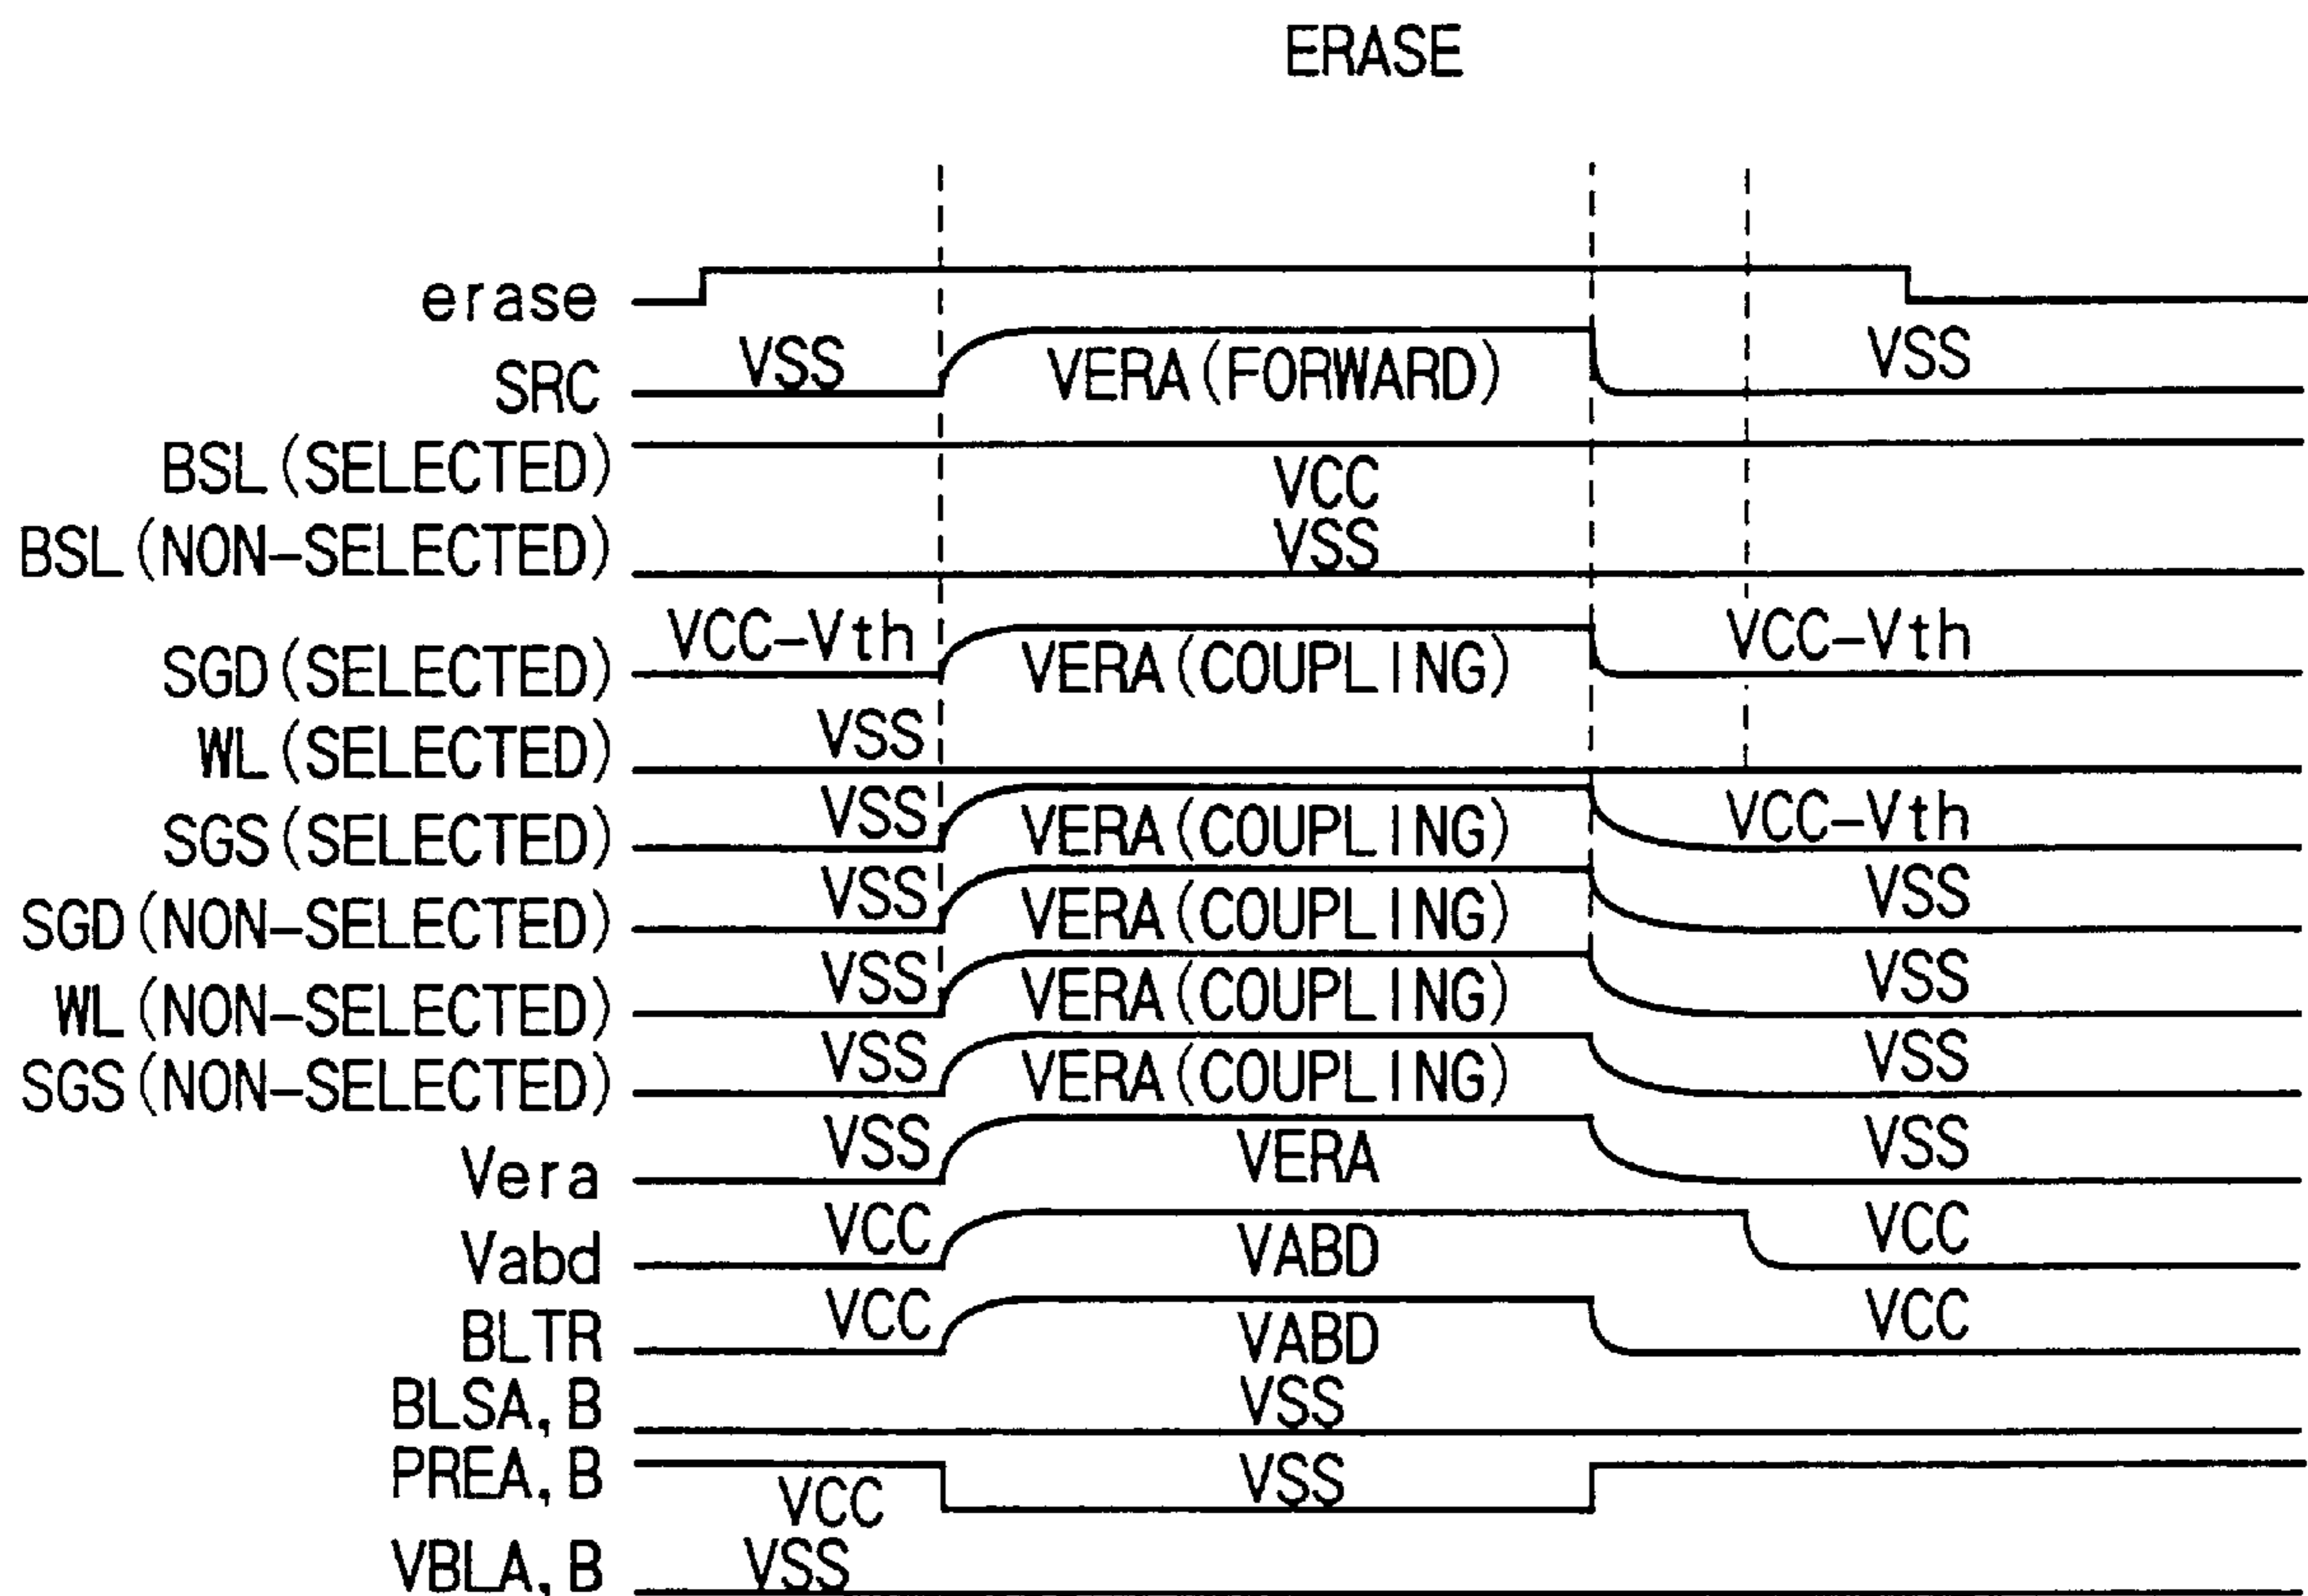 ERASE
erase
SRC VSS VERA(FORWARD) VSS
BSL(SELECTED) VCC
BSL(NON-SELECTED) VSS
SGD(SELECTED) VCC-Vth VERA(COUPLING) VCC-Vth
WL(SELECTED) VSS
SGS(SELECTED) VSS VERA(COUPLING) VCC-Vth
SGD(NON-SELECTED) VSS VERA(COUPLING) VSS
WL(NON-SELECTED) VSS VERA(COUPLING) VSS
SGS(NON-SELECTED) VSS VERA(COUPLING) VSS
Vera VSS VERA VSS
Vabd VCC VABD VCC
BLTR VCC VABD VCC
BLSA, B VSS
PREA, B VCC VSS
VBLA, B VSS